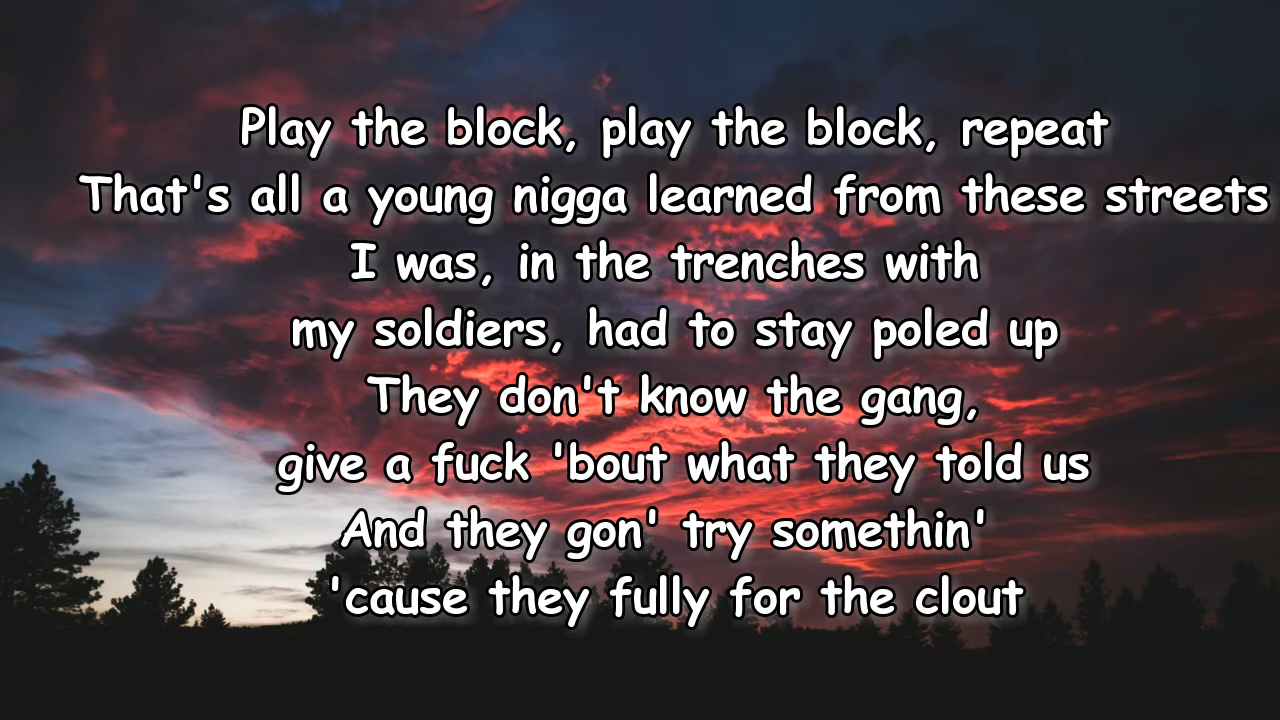 Play the block, play the block, repeat
That's all a young nigga learned from these streets
I was, in the trenches with
my soldiers, had to stay poled up
They don't know the gang,
give a fuck 'bout what they told us
And they gon' try somethin'
'cause they fully for the clout